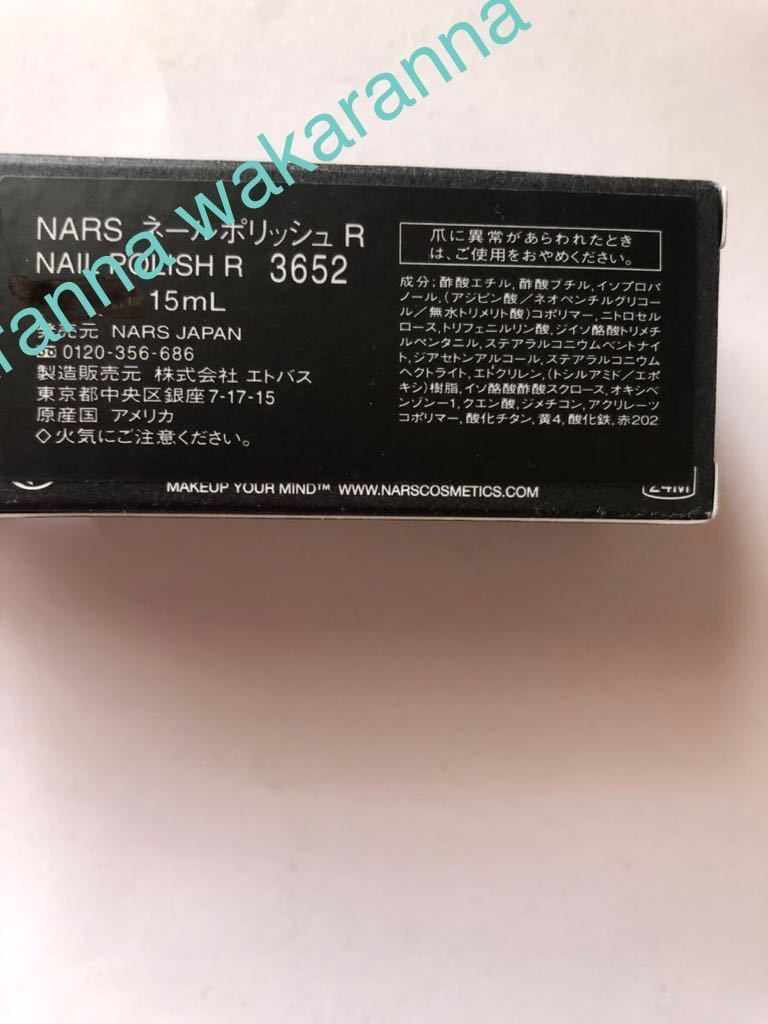 NARS ネールポリッシュ R
NAIL POLISH R 3652
15mL
発売元 NARS JAPAN
0120-356-686
製造販売元 株式会社 エトバス
東京都中央区銀座7-17-15
原産国 アメリカ
◇火気にご注意ください。
爪に異常があらわれたとき
は、ご使用をおやめください。
成分；酢酸エチル,酢酸ブチル,イソプロパ
ノール,(アジピン酸／ネオペンチルグリコー
ル／無水トリメリト酸)コポリマー,ニトロセル
ロース,トリフェニルリン酸,ジイソ酪酸トリメチ
ルペンタニル,ステアラルコニウムベントナイ
ト,ジアセトンアルコール,ステアラルコニウム
ヘクトライト,エトクリレン,(トシルアミド／エポ
キシ)樹脂,イソ酪酸酢酸スクロース,オキシベ
ンゾン-1,クエン酸,ジメチコン,アクリレーツ
コポリマー,酸化チタン,黄4,酸化鉄,赤202
MAKEUP YOUR MIND™ WWW.NARSCOSMETICS.COM
24M
ranna wakaranna